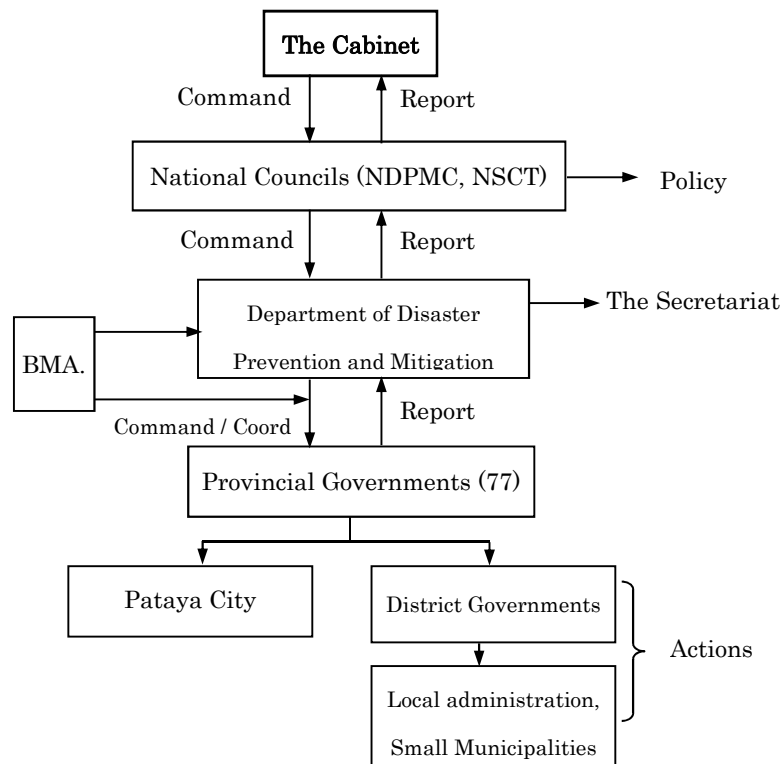 The Cabinet
Command
Report
National Councils (NDPMC, NSCT)
Policy
Command
Report
Department of Disaster
Prevention and Mitigation
The Secretariat
BMA.
Command / Coord
Report
Provincial Governments (77)
Pataya City
District Governments
Actions
Local administration,
Small Municipalities